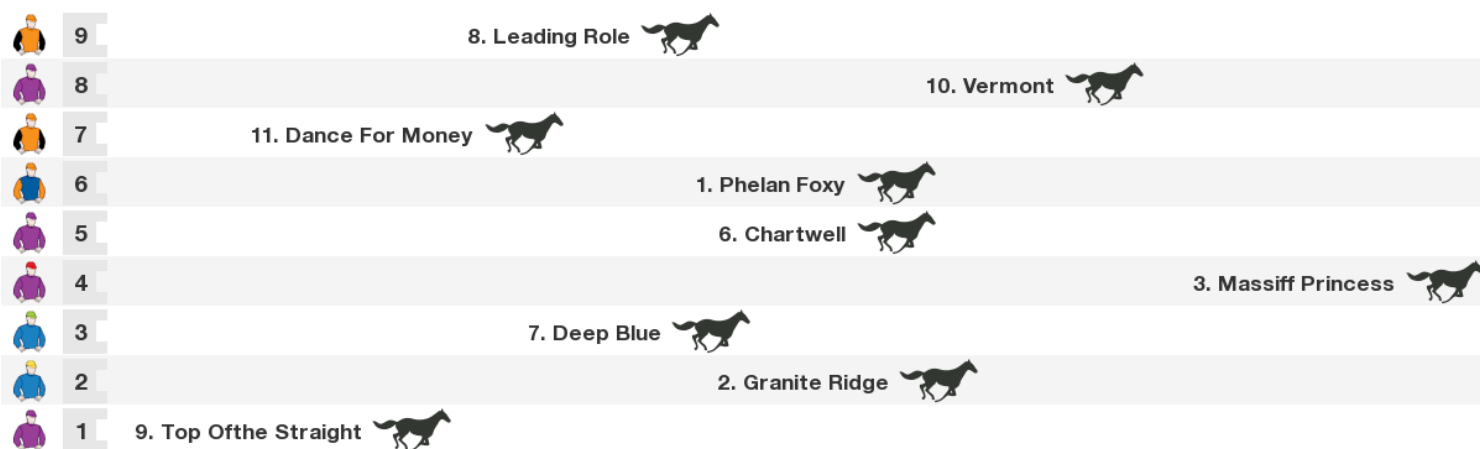 9 8. Leading Role
8 10. Vermont
7 11. Dance For Money
6 1. Phelan Foxy
5 6. Chartwell
4 3. Massiff Princess
3 7. Deep Blue
2 2. Granite Ridge
1 9. Top Ofthe Straight